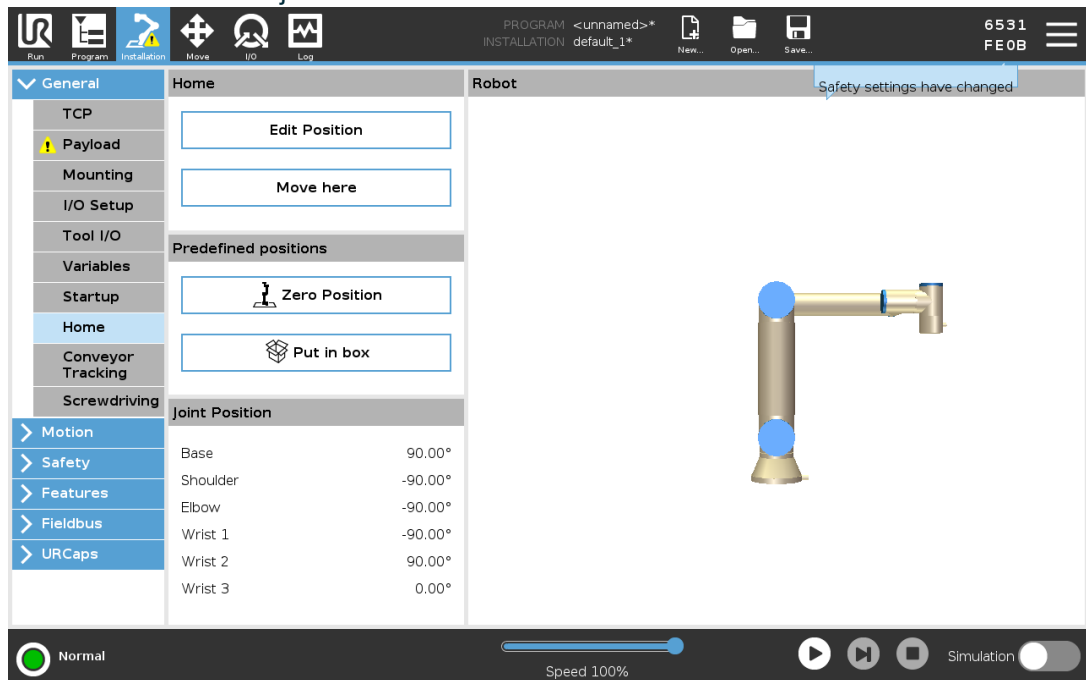 PROGRAM <unnamed>*
INSTALLATION default_1*
New...
Open...
Save...
6531
FE0B
UR
Run
Program
Installation
Move
I/O
Log
Safety settings have changed
General
TCP
Payload
Mounting
I/O Setup
Tool I/O
Variables
Startup
Home
Conveyor
Tracking
Screwdriving
Motion
Safety
Features
Fieldbus
URCaps
Home
Edit Position
Move here
Predefined positions
Zero Position
Put in box
Joint Position
Base 90.00°
Shoulder -90.00°
Elbow -90.00°
Wrist 1 -90.00°
Wrist 2 90.00°
Wrist 3 0.00°
Robot
Normal
Speed 100%
Simulation